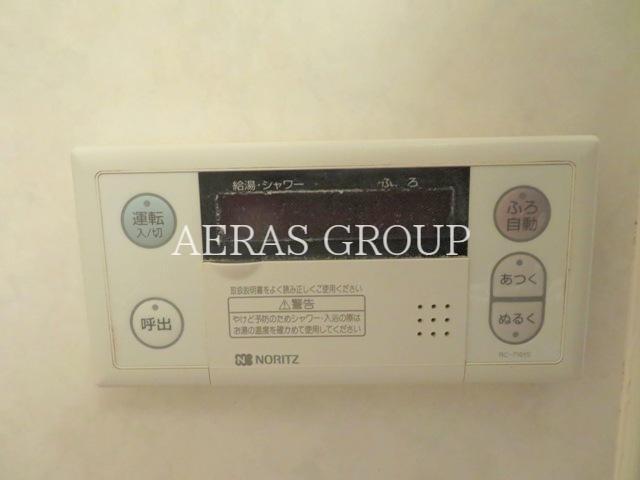 給湯・シャワー ふ ろ
運転
入/切
ふろ
自動
AERAS GROUP
あつく
取扱説明書をよく読み正しくご使用ください
⚠警告
やけど予防のためシャワー・入浴の際は
お湯の温度を確かめて使用してください
呼出
ぬるく
NORITZ